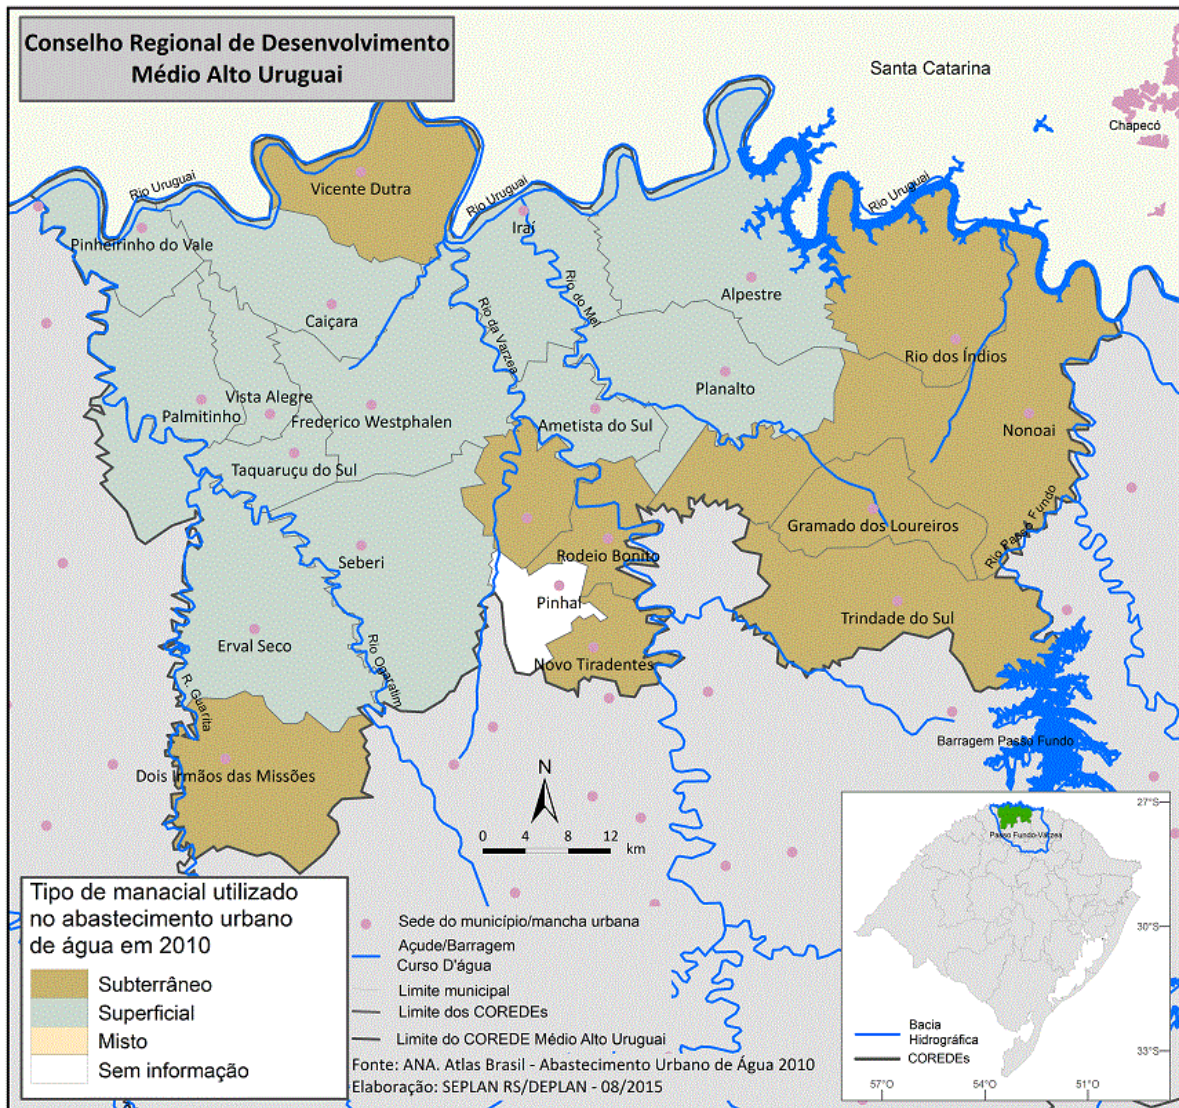 Conselho Regional de Desenvolvimento
Médio Alto Uruguai
Santa Catarina
Chapecó
Rio Uruguai
Vicente Dutra
Rio Uruguai
Iraí
Rio Uruguai
Pinheirinho do Vale
Rio do Mel
Alpestre
Caiçara
Rio da Varzea
Rio dos Índios
Planalto
Vista Alegre
Palmitinho
Frederico Westphalen
Ametista do Sul
Nonoai
Taquaruçu do Sul
Gramado dos Loureiros
Rio Passo Fundo
Seberi
Rodeio Bonito
Pinhal
Trindade do Sul
Erval Seco
Novo Tiradentes
Rio Ogaratim
R. Guarita
Barragem Passo Fundo
Dois Irmãos das Missões
N
0 4 8 12
km
Tipo de manacial utilizado
no abastecimento urbano
de água em 2010
Subterrâneo
Superficial
Misto
Sem informação
Sede do município/mancha urbana
Açude/Barragem
Curso D'água
Limite municipal
Limite dos COREDEs
Limite do COREDE Médio Alto Uruguai
Fonte: ANA. Atlas Brasil - Abastecimento Urbano de Água 2010
Elaboração: SEPLAN RS/DEPLAN - 08/2015
Passo Fundo-Várzea
27°S
30°S
33°S
Bacia
Hidrográfica
COREDEs
57°O
54°O
51°O